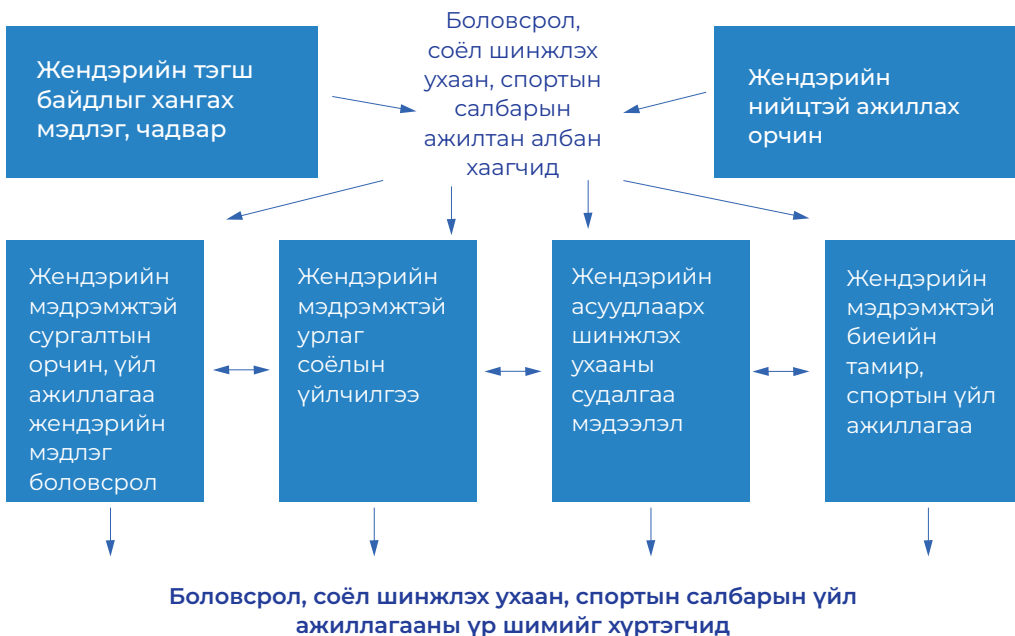 Боловсрол,
соёл шинжлэх
ухаан, спортын
салбарын
ажилтан албан
хаагчид
Жендэрийн тэгш
байдлыг хангах
мэдлэг, чадвар
Жендэрийн
нийцтэй ажиллах
орчин
Жендэрийн
мэдрэмжтэй
сургалтын
орчин, үйл
ажиллагаа
жендэрийн
мэдлэг
боловсрол
Жендэрийн
мэдрэмжтэй
урлаг
соёлын
үйлчилгээ
Жендэрийн
асуудлаарх
шинжлэх
ухааны
судалгаа
мэдээлэл
Жендэрийн
мэдрэмжтэй
биеийн
тамир,
спортын үйл
ажиллагаа
Боловсрол, соёл шинжлэх ухаан, спортын салбарын үйл
ажиллагааны үр шимийг хүртэгчид